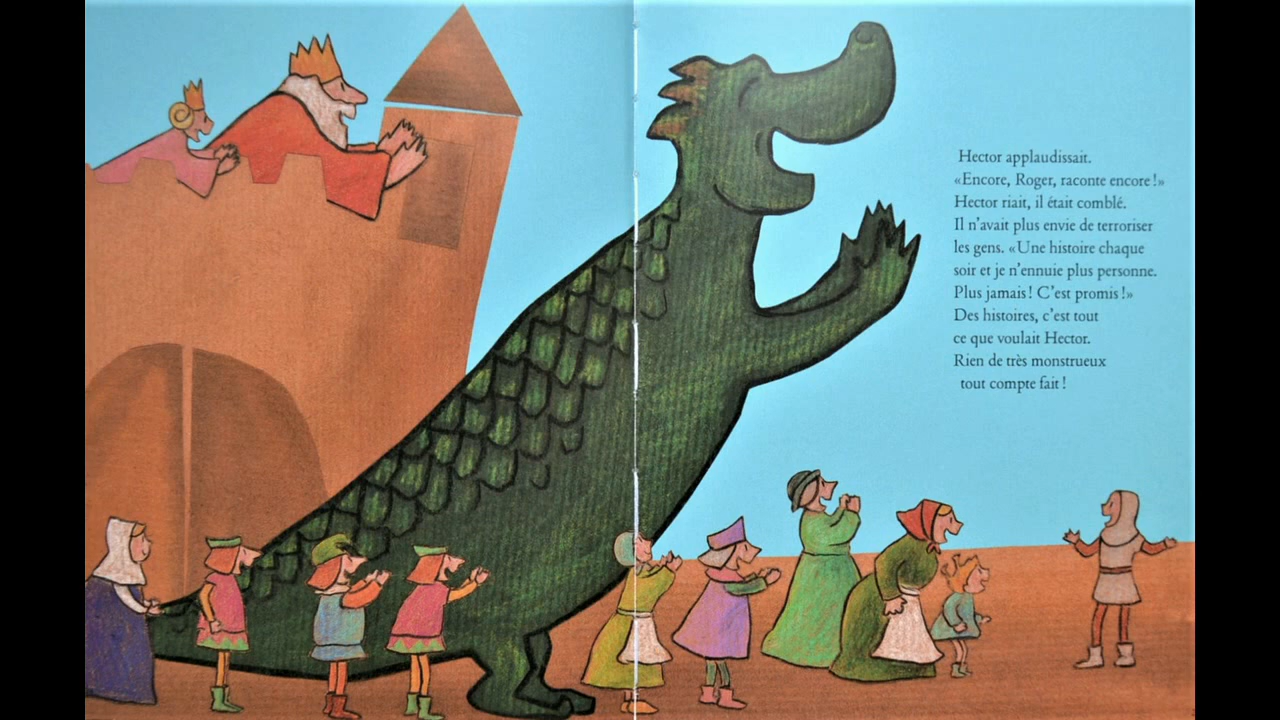 Hector applaudissait.
«Encore, Roger, raconte encore !»
Hector riait, il était comblé.
Il n’avait plus envie de terroriser
les gens. «Une histoire chaque
soir et je n’ennuie plus personne.
Plus jamais ! C’est promis !»
Des histoires, c’est tout
ce que voulait Hector.
Rien de très monstrueux
tout compte fait !